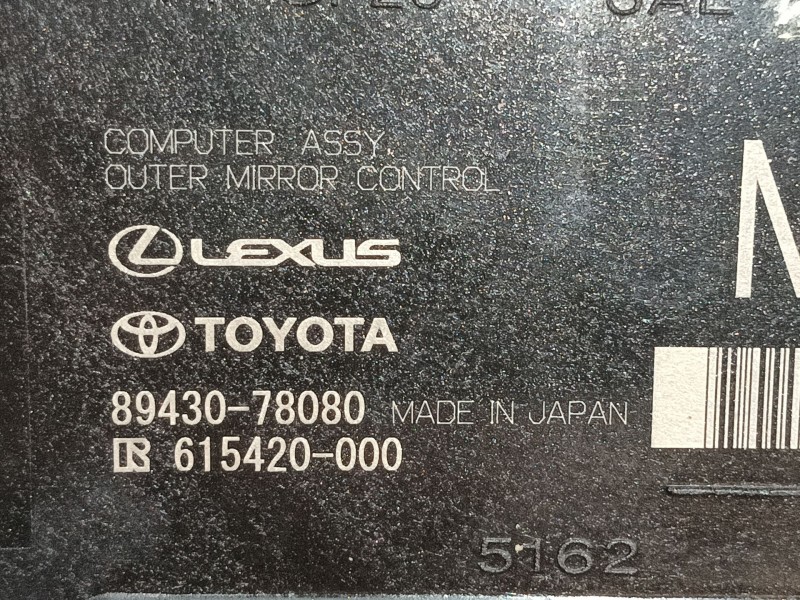 COMPUTER ASSY,
OUTER MIRROR CONTROL
LEXUS
TOYOTA
89430-78080 MADE IN JAPAN
615420-000
5162